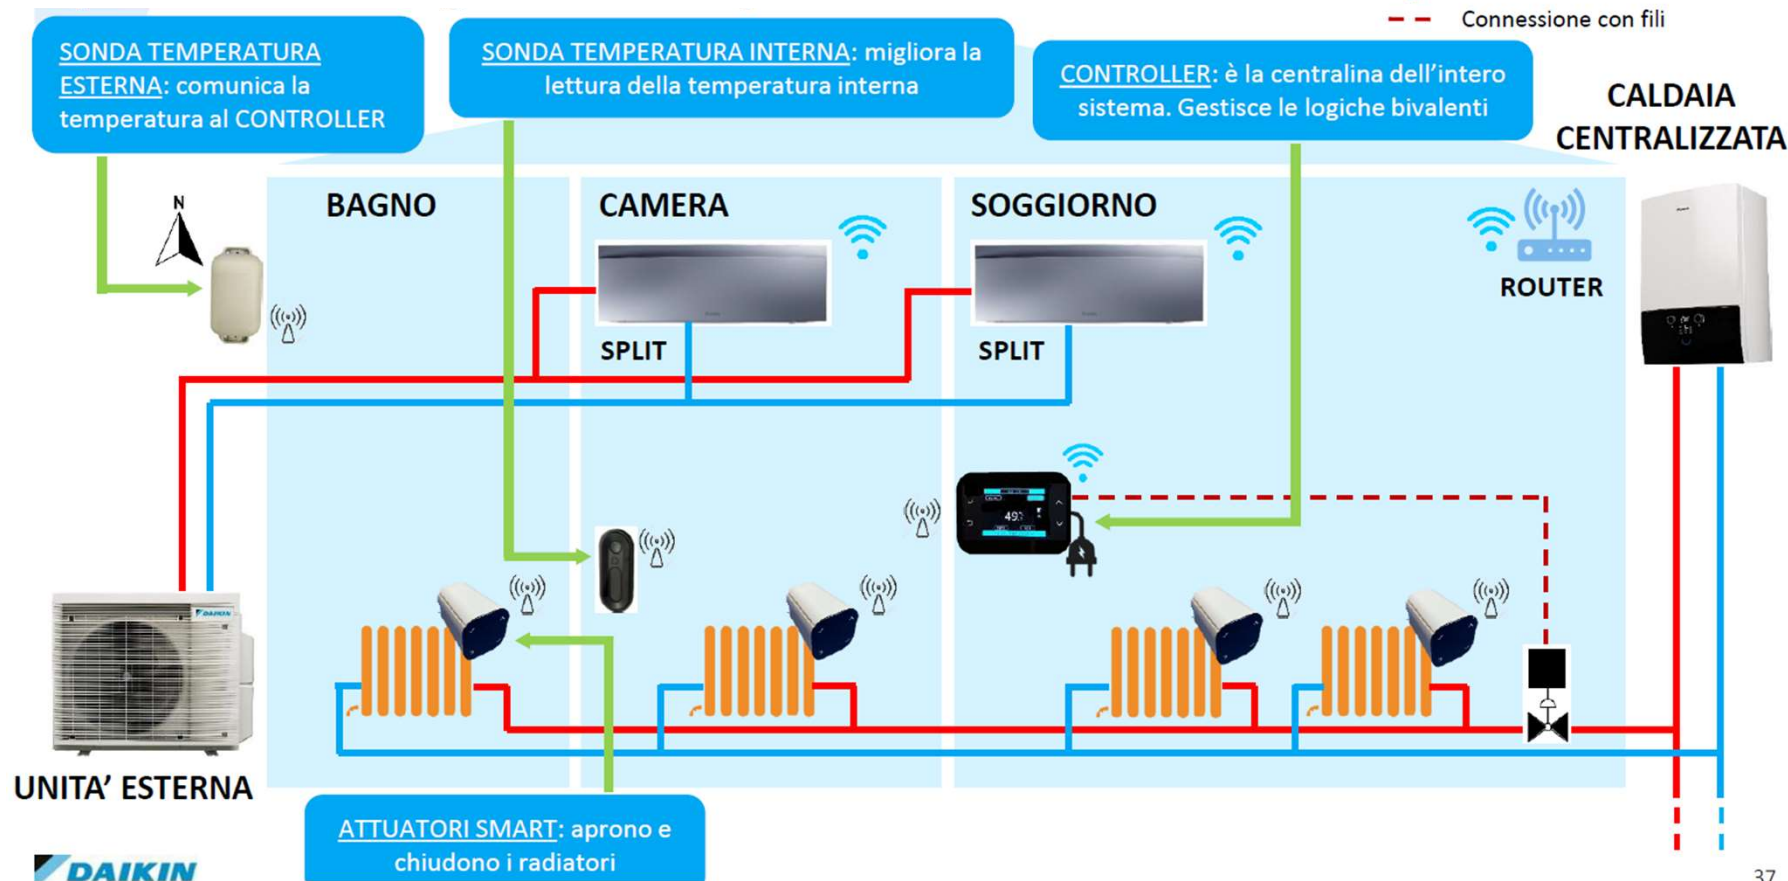 Connessione con fili
SONDA TEMPERATURA
ESTERNA: comunica la
temperatura al CONTROLLER
SONDA TEMPERATURA INTERNA: migliora la
lettura della temperatura interna
CONTROLLER: è la centralina dell'intero
sistema. Gestisce le logiche bivalenti
CALDAIA
CENTRALIZZATA
N
BAGNO
CAMERA
SOGGIORNO
ROUTER
SPLIT
SPLIT
49
DAIKIN
UNITA' ESTERNA
ATTUATORI SMART: aprono e
chiudono i radiatori
DAIKIN
37